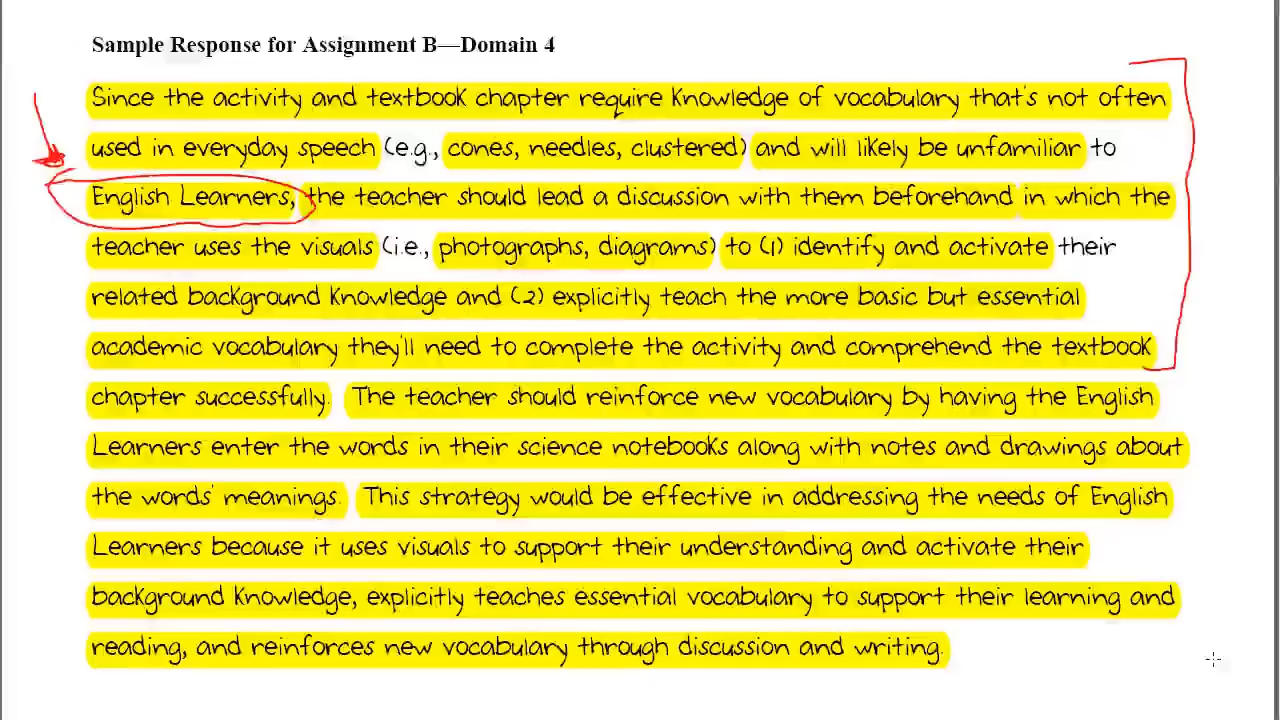 Sample Response for Assignment B—Domain 4
Since the activity and textbook chapter require knowledge of vocabulary that's not often
used in everyday speech (e.g., cones, needles, clustered) and will likely be unfamiliar to
English Learners, the teacher should lead a discussion with them beforehand in which the
teacher uses the visuals (i.e., photographs, diagrams) to (1) identify and activate their
related background knowledge and (2) explicitly teach the more basic but essential
academic vocabulary they'll need to complete the activity and comprehend the textbook
chapter successfully. The teacher should reinforce new vocabulary by having the English
Learners enter the words in their science notebooks along with notes and drawings about
the words' meanings. This strategy would be effective in addressing the needs of English
Learners because it uses visuals to support their understanding and activate their
background knowledge, explicitly teaches essential vocabulary to support their learning and
reading, and reinforces new vocabulary through discussion and writing.